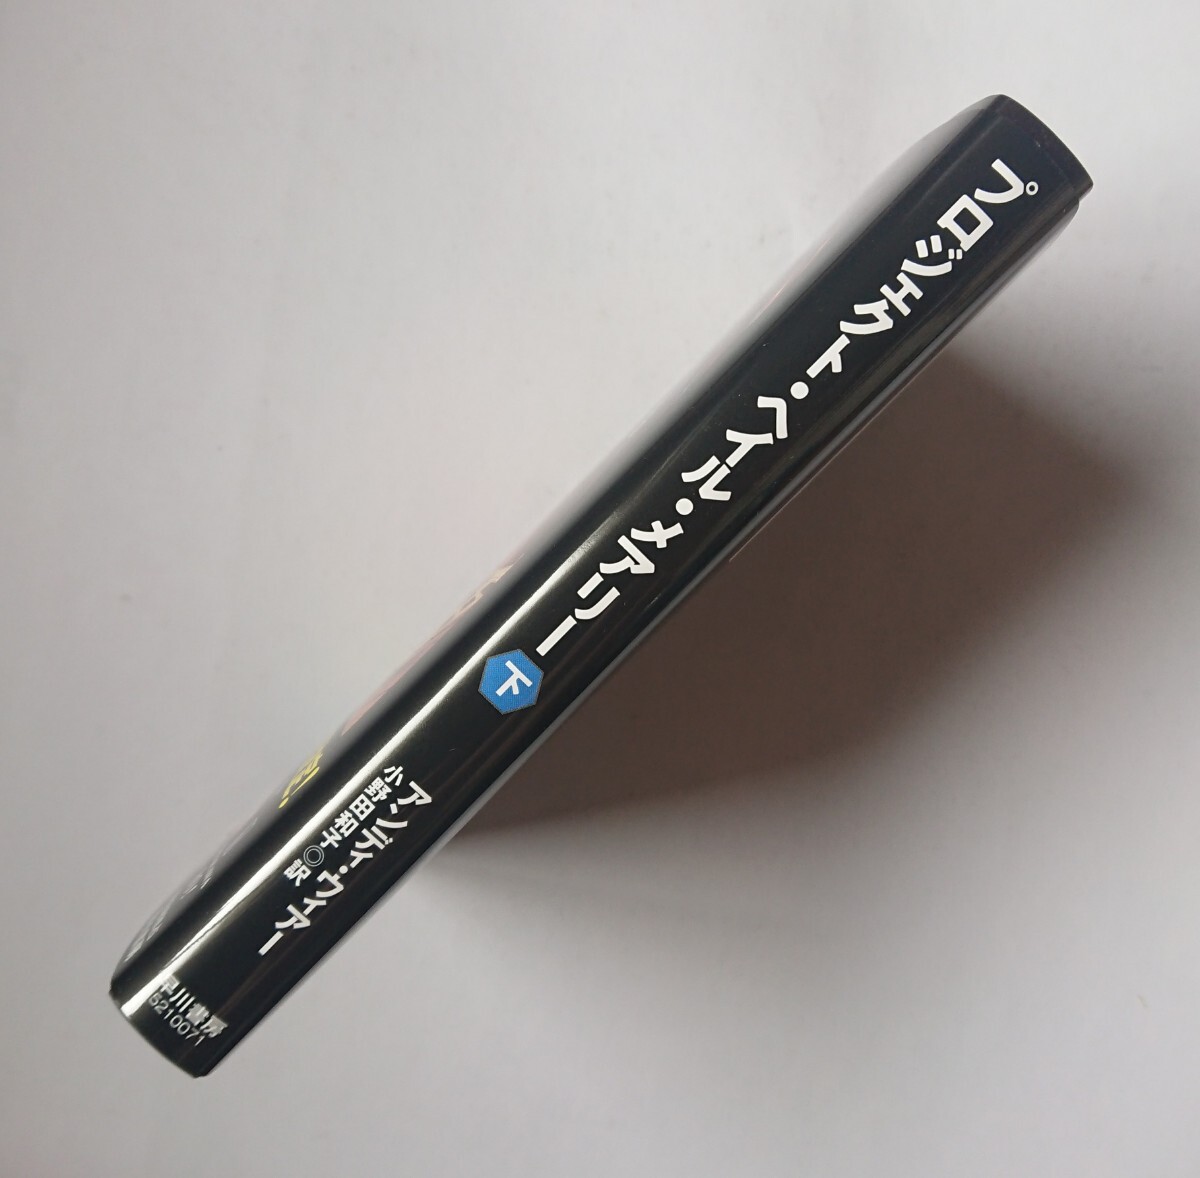 プロジェクト・ヘイル・メアリー 下
アンディ・ウィアー
小野田和子◎訳
早川書房
5210071